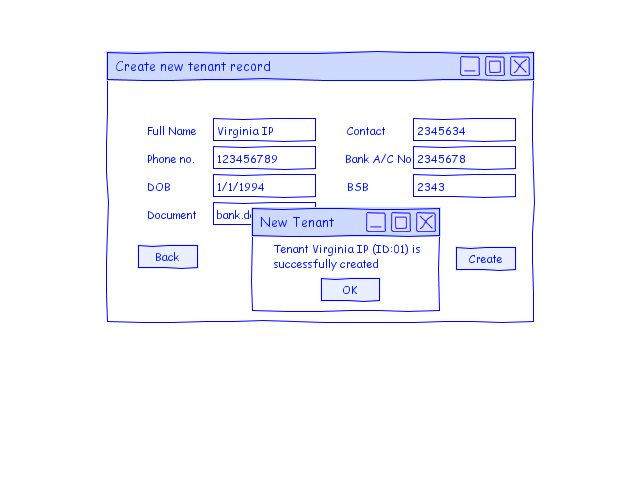 Create new tenant record
Full Name Virginia IP Contact 2345634
Phone no. 123456789 Bank A/C No 2345678
DOB 1/1/1994 BSB 2343
Document bank.d
New Tenant
Tenant Virginia IP (ID:01) is
successfully created
Back Create
OK